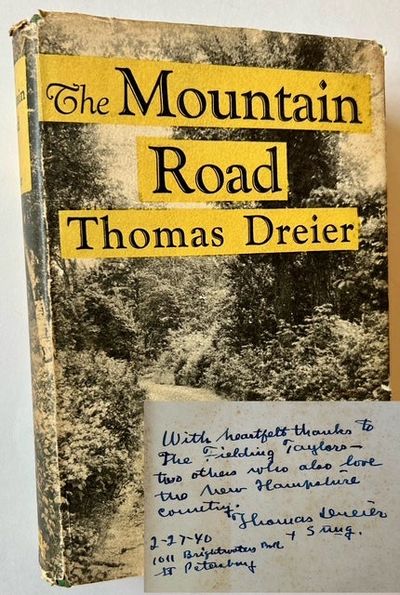 The Mountain
Road
Thomas Dreier
With heartfelt thanks to
The Fielding Taylors—
two others who also love
the New Hampshire
country.
Thomas Dreier
2-27-40
1011 Brightwaters Blvd
St Petersburg